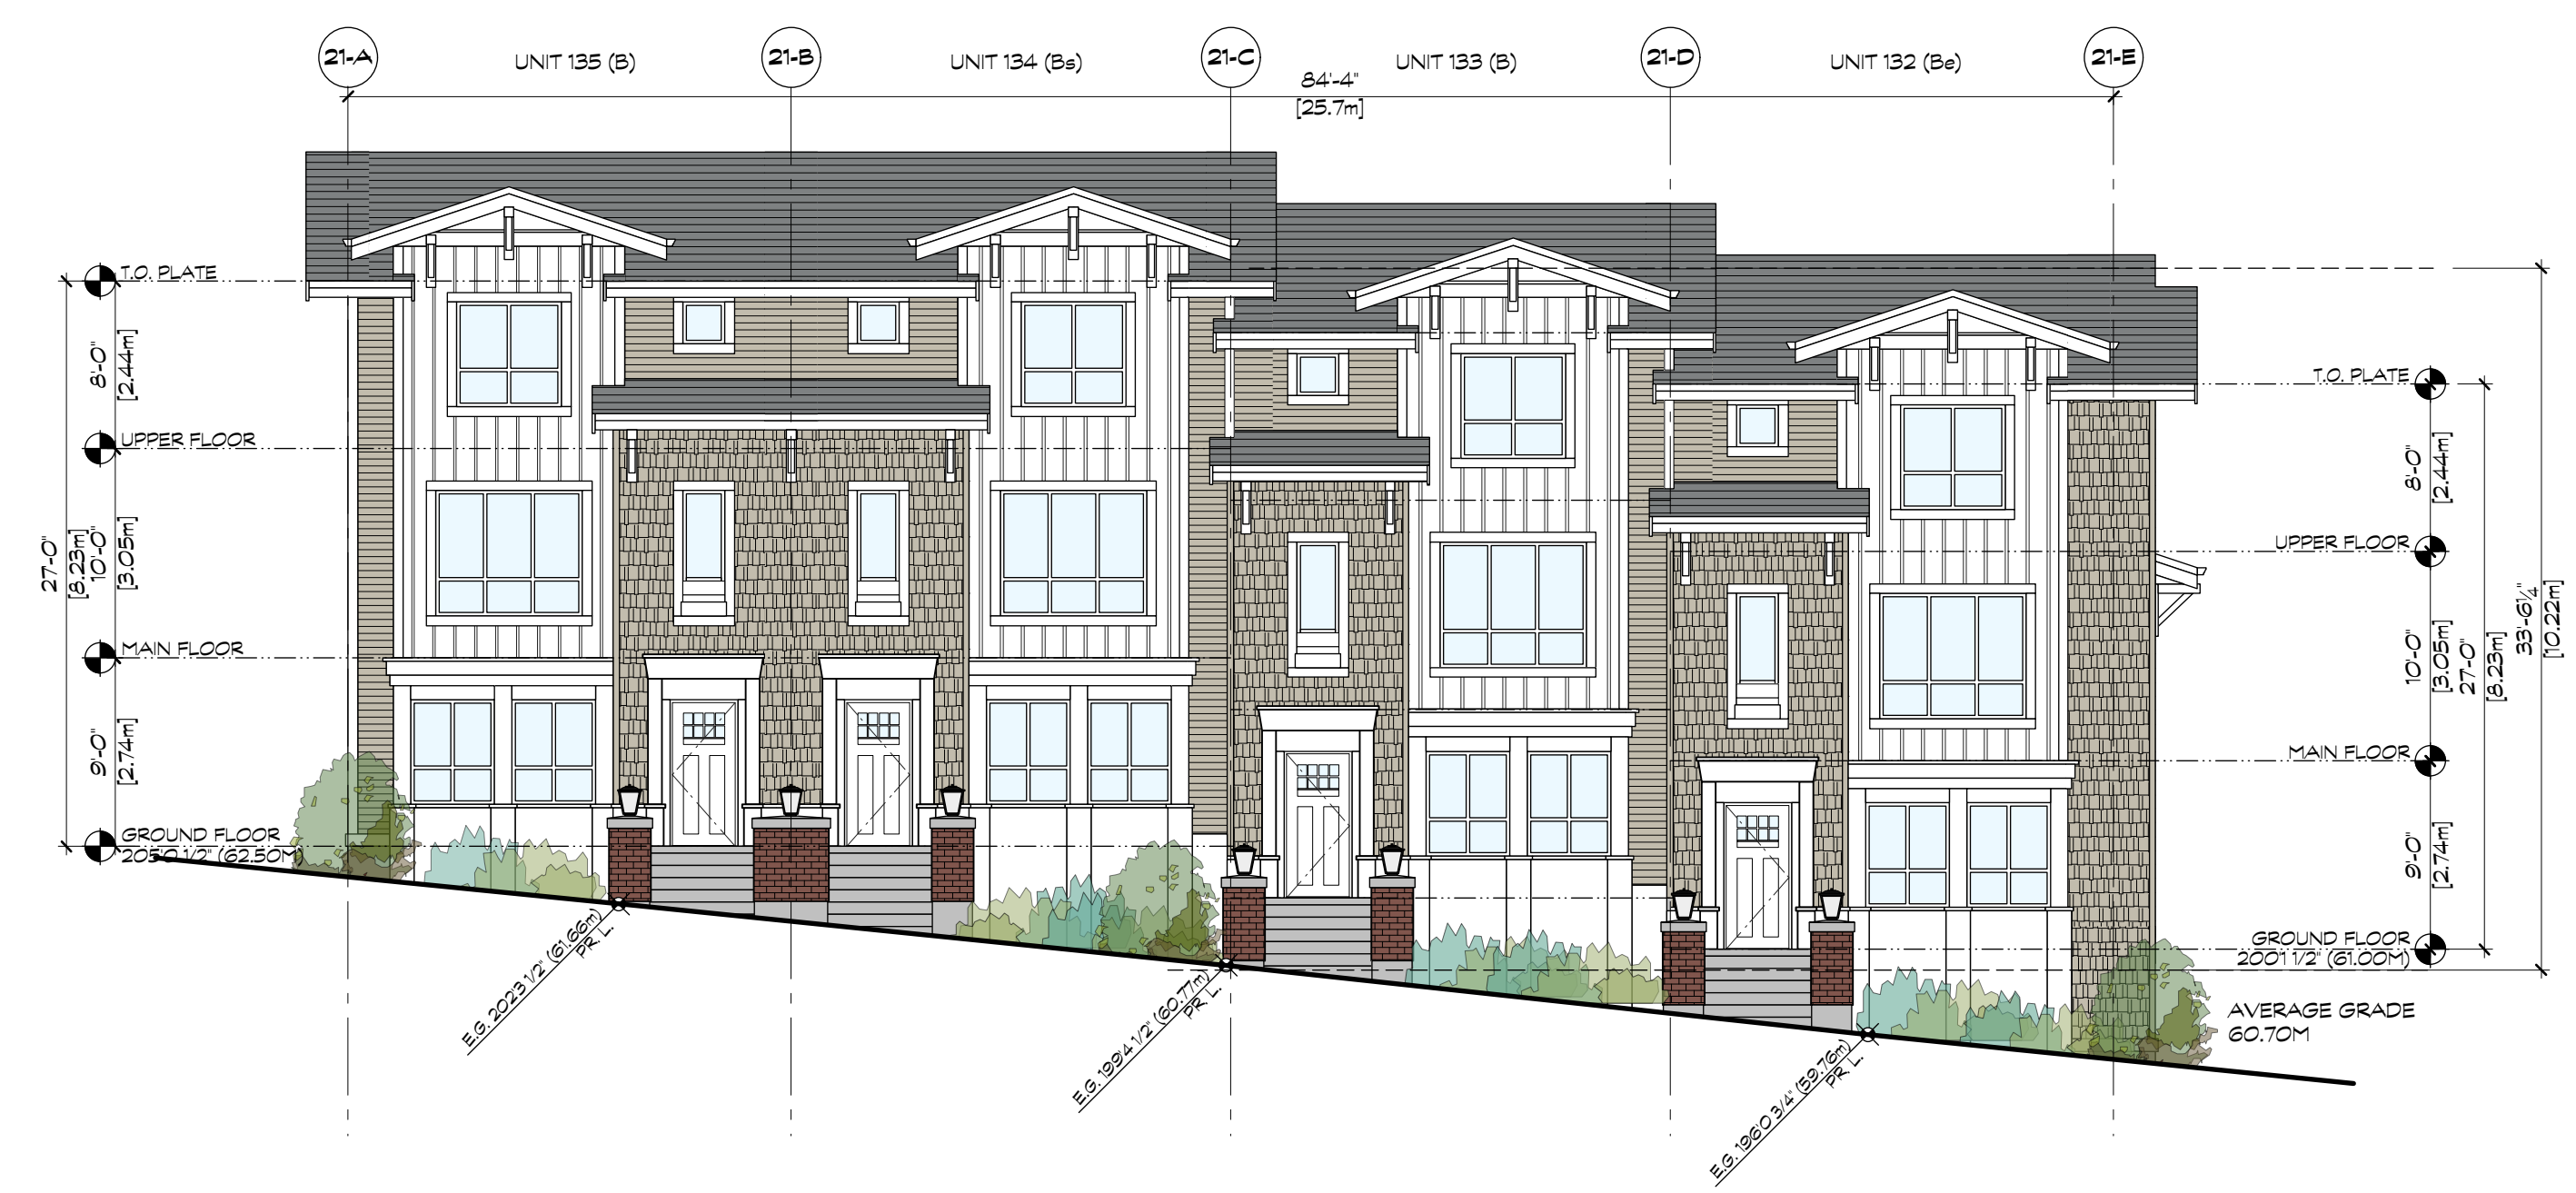 21-A
UNIT 135 (B)
21-B
UNIT 134 (Bs)
21-C
UNIT 133 (B)
21-D
UNIT 132 (Be)
21-E
84'-4"
[25.7m]
T.O. PLATE
UPPER FLOOR
MAIN FLOOR
GROUND FLOOR
205'0 1/2" (62.50M)
8'-0"
[2.44m]
10'-0"
[3.05m]
9'-0"
[2.74m]
27'-0"
[8.23m]
T.O. PLATE
UPPER FLOOR
MAIN FLOOR
GROUND FLOOR
200'1 1/2" (61.00M)
8'-0"
[2.44m]
10'-0"
[3.05m]
9'-0"
[2.74m]
27'-0"
[8.23m]
33'-6¼"
[10.22m]
AVERAGE GRADE
60.70M
E.G. 202'3 1/2" (61.66m)
PR. L.
E.G. 199'4 1/2" (60.77m)
PR. L.
E.G. 196'0 3/4" (59.76m)
PR. L.